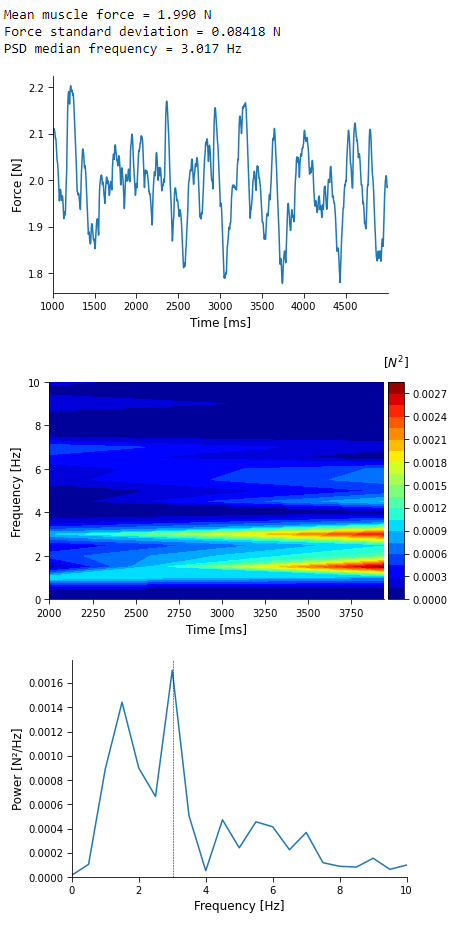 Mean muscle force = 1.990 N
Force standard deviation = 0.08418 N
PSD median frequency = 3.017 Hz
2.2
2.1
2.0
1.9
1.8
Force [N]
1000 1500 2000 2500 3000 3500 4000 4500
Time [ms]
[N²]
10
8
6
4
2
0
Frequency [Hz]
2000 2250 2500 2750 3000 3250 3500 3750
Time [ms]
0.0027
0.0024
0.0021
0.0018
0.0015
0.0012
0.0009
0.0006
0.0003
0.0000
0.0016
0.0014
0.0012
0.0010
0.0008
0.0006
0.0004
0.0002
0.0000
Power [N²/Hz]
0 2 4 6 8 10
Frequency [Hz]